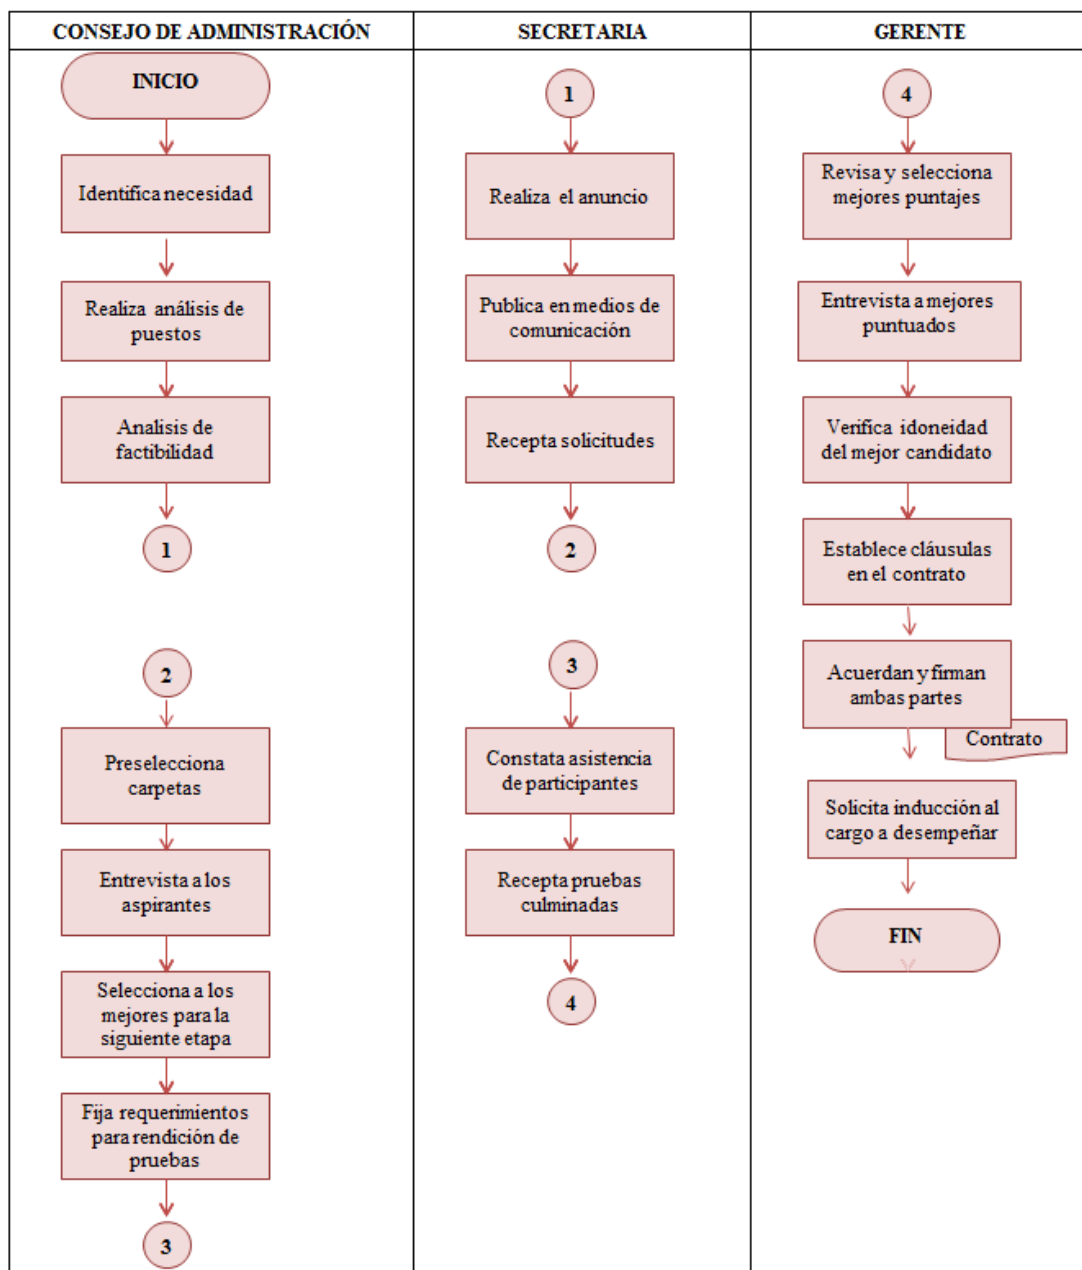 CONSEJO DE ADMINISTRACIÓN
INICIO
Identifica necesidad
Realiza análisis de
puestos
Analisis de
factibilidad
1
2
Preselecciona
carpetas
Entrevista a los
aspirantes
Selecciona a los
mejores para la
siguiente etapa
Fija requerimientos
para rendición de
pruebas
3
SECRETARIA
1
Realiza el anuncio
Publica en medios de
comunicación
Recepta solicitudes
2
3
Constata asistencia
de participantes
Recepta pruebas
culminadas
4
GERENTE
4
Revisa y selecciona
mejores puntajes
Entrevista a mejores
puntuados
Verifica idoneidad
del mejor candidato
Establece cláusulas
en el contrato
Acuerdan y firman
ambas partes
Contrato
Solicita inducción al
cargo a desempeñar
FIN